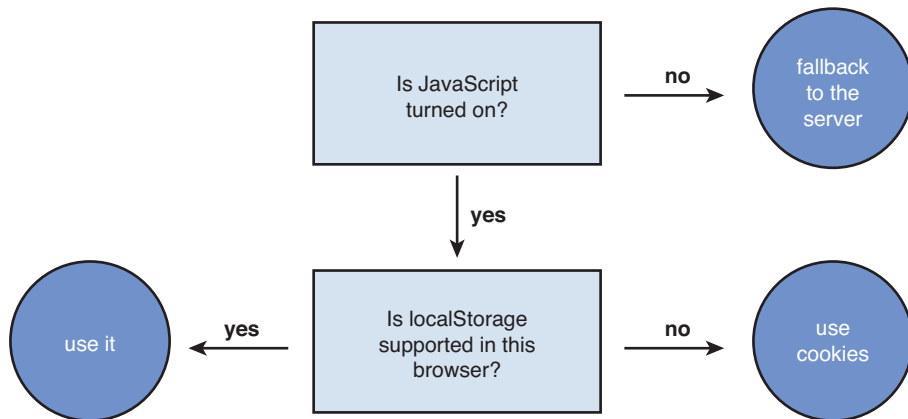 Is JavaScript
turned on?
no
fallback
to the
server
yes
use it
yes
Is localStorage
supported in this
browser?
no
use
cookies